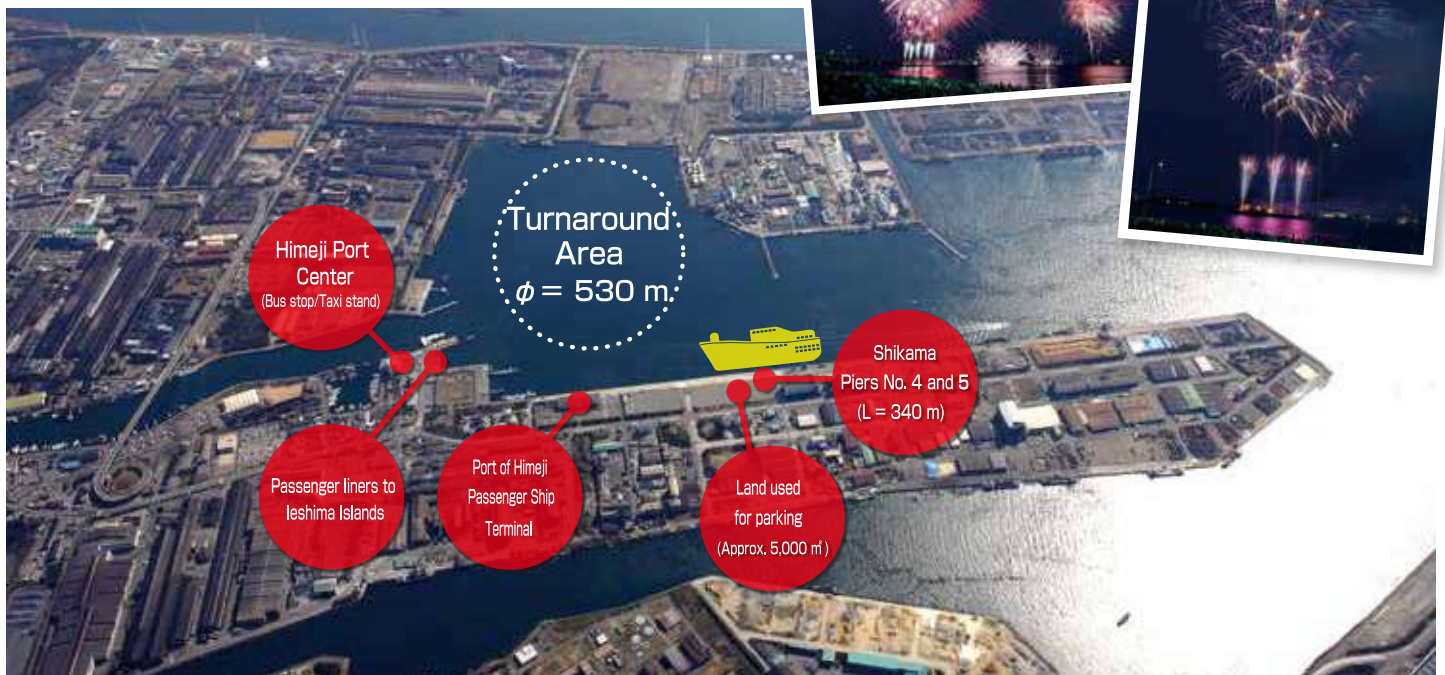 Turnaround
Area
φ = 530 m
Himeji Port
Center
(Bus stop/Taxi stand)
Shikama
Piers No. 4 and 5
(L = 340 m)
Passenger liners to
Ieshima Islands
Port of Himeji
Passenger Ship
Terminal
Land used
for parking
(Approx. 5,000 ㎡)